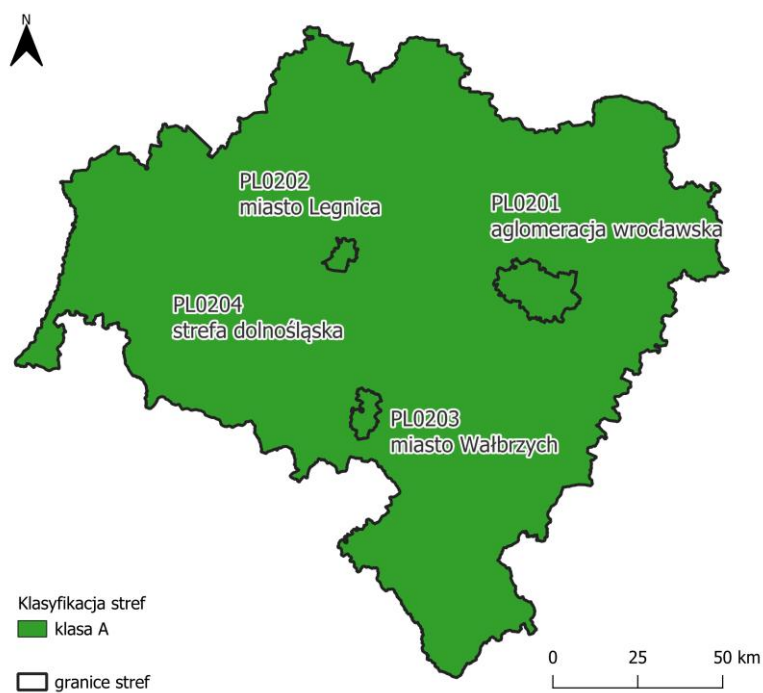 N
PL0202
miasto Legnica
PL0201
aglomeracja wrocławska
PL0204
strefa dolnośląska
PL0203
miasto Wałbrzych
Klasyfikacja stref
klasa A
granice stref
0 25 50 km